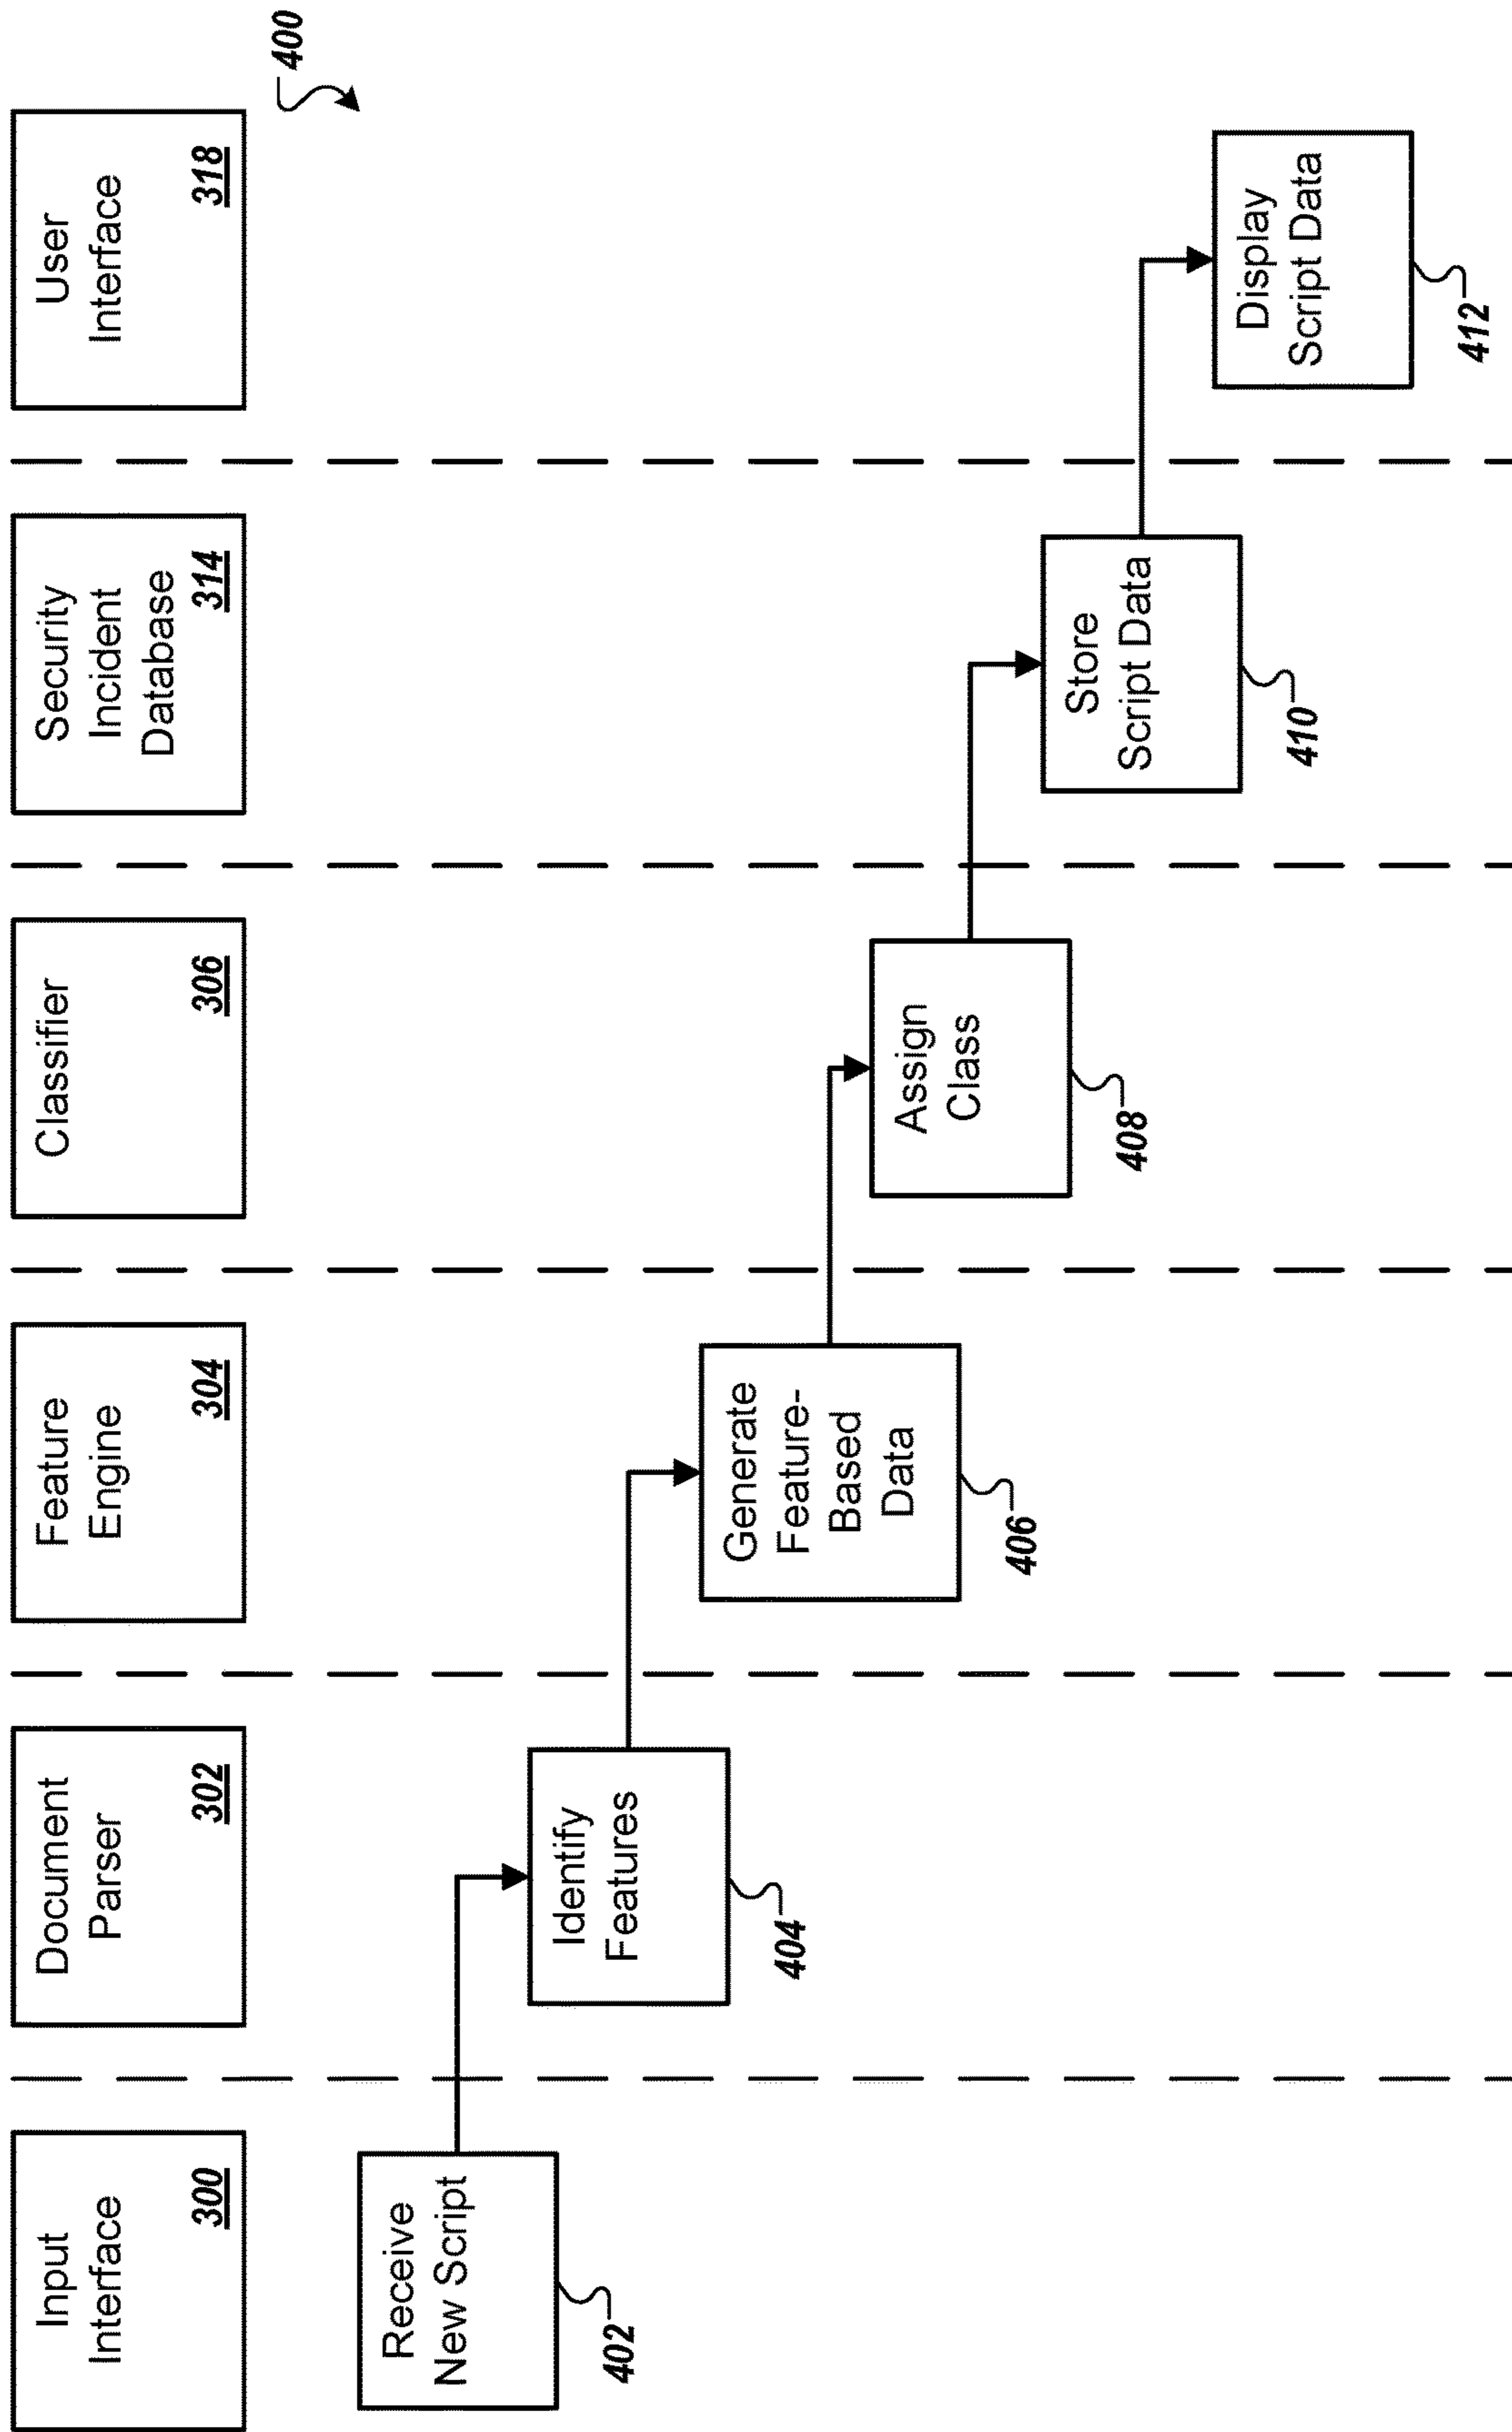 Input
Interface
300
Document
Parser
302
Feature
Engine
304
Classifier
306
Security
Incident
Database
314
User
Interface
318
400
Receive
New Script
402
Identify
Features
404
Generate
Feature-
Based
Data
406
Assign
Class
408
Store
Script Data
410
Display
Script Data
412